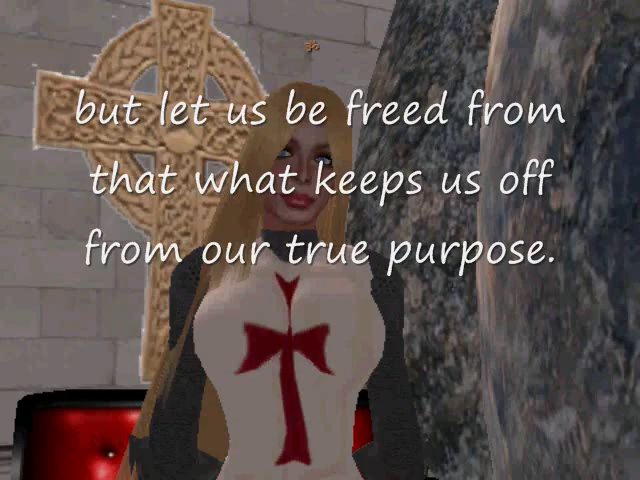 but let us be freed from
that what keeps us off
from our true purpose.